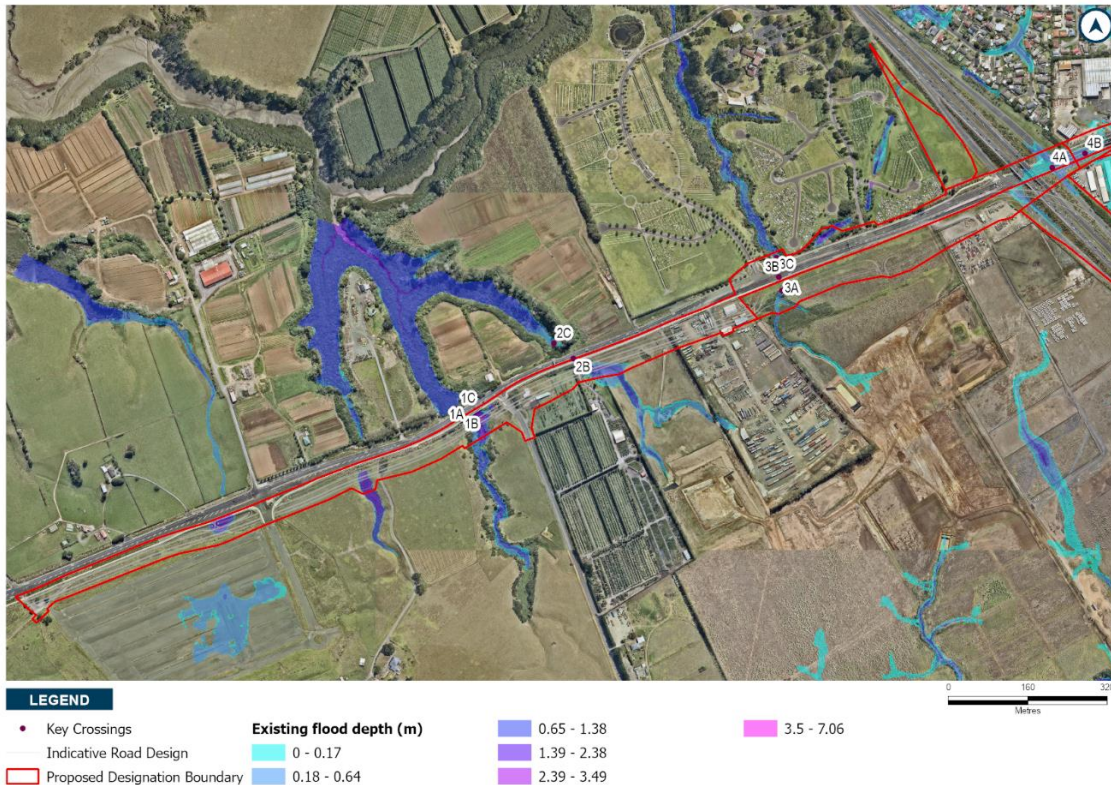 4B
4A
3B
3C
3A
2C
2B
1C
1A
1B
LEGEND
Key Crossings
Indicative Road Design
Proposed Designation Boundary
Existing flood depth (m)
0 - 0.17
0.18 - 0.64
0.65 - 1.38
1.39 - 2.38
2.39 - 3.49
3.5 - 7.06
0 160 320
Metres